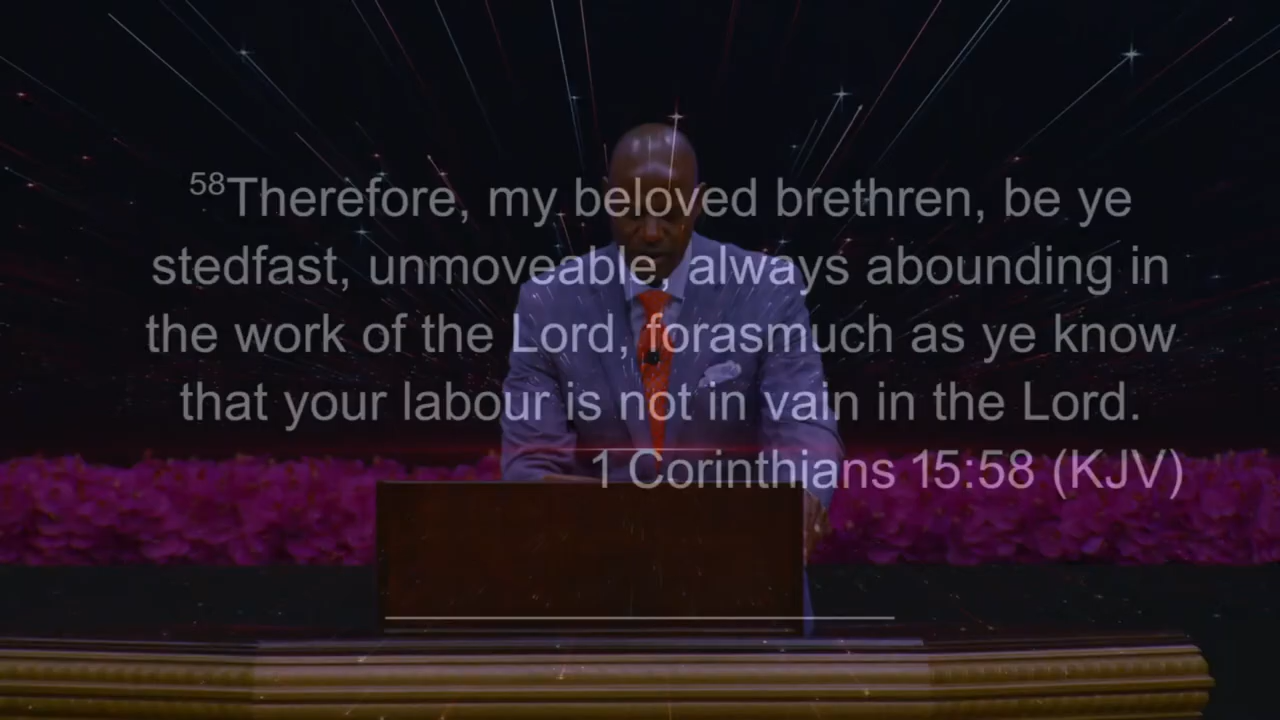 58Therefore, my beloved brethren, be ye
stedfast, unmoveable, always abounding in
the work of the Lord, forasmuch as ye know
that your labour is not in vain in the Lord.
1 Corinthians 15:58 (KJV)